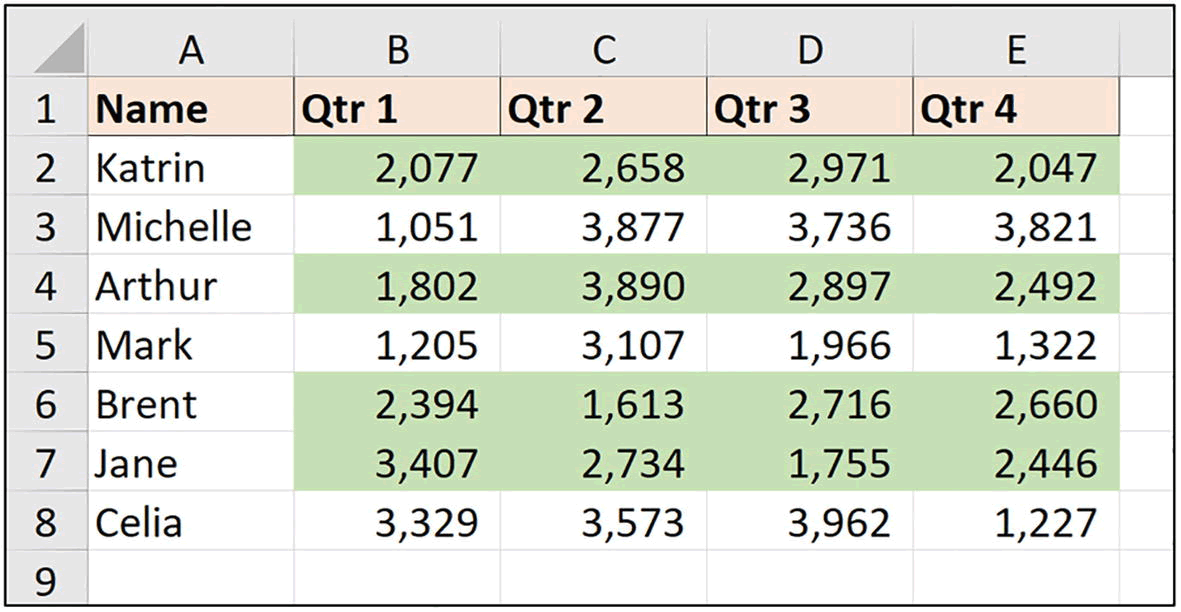 A B C D E
1 Name Qtr 1 Qtr 2 Qtr 3 Qtr 4
2 Katrin 2,077 2,658 2,971 2,047
3 Michelle 1,051 3,877 3,736 3,821
4 Arthur 1,802 3,890 2,897 2,492
5 Mark 1,205 3,107 1,966 1,322
6 Brent 2,394 1,613 2,716 2,660
7 Jane 3,407 2,734 1,755 2,446
8 Celia 3,329 3,573 3,962 1,227
9